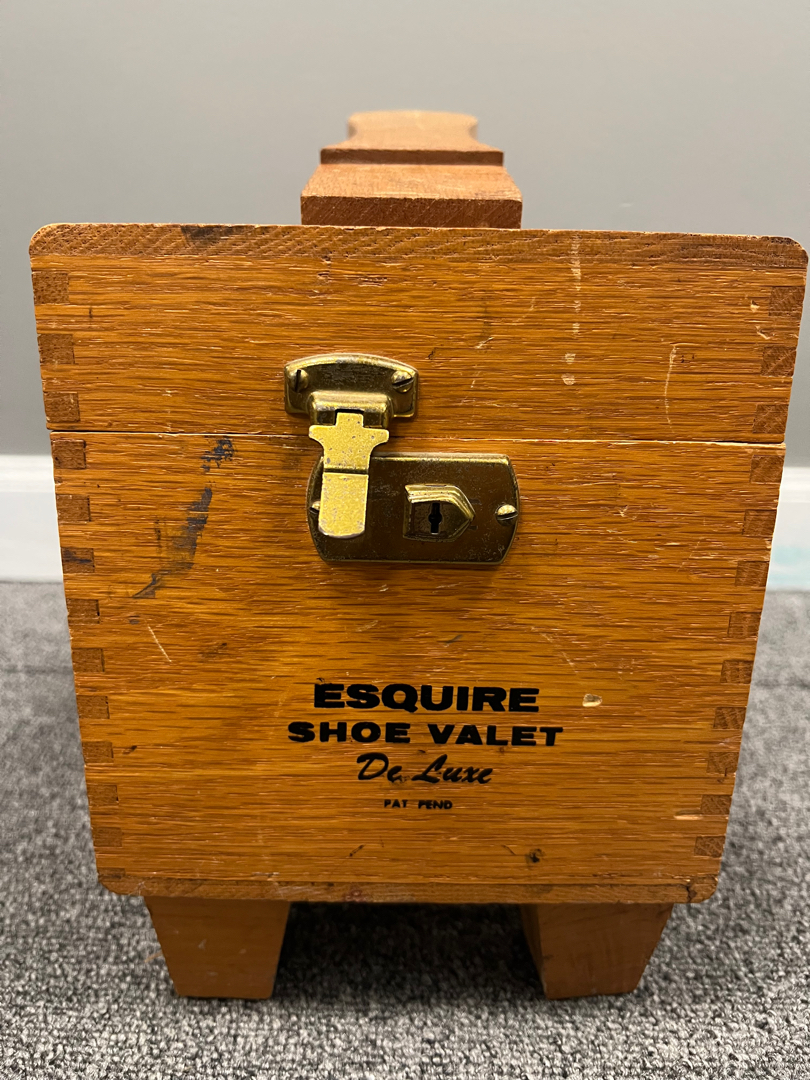 ESQUIRE
SHOE VALET
De Luxe
PAT PEND